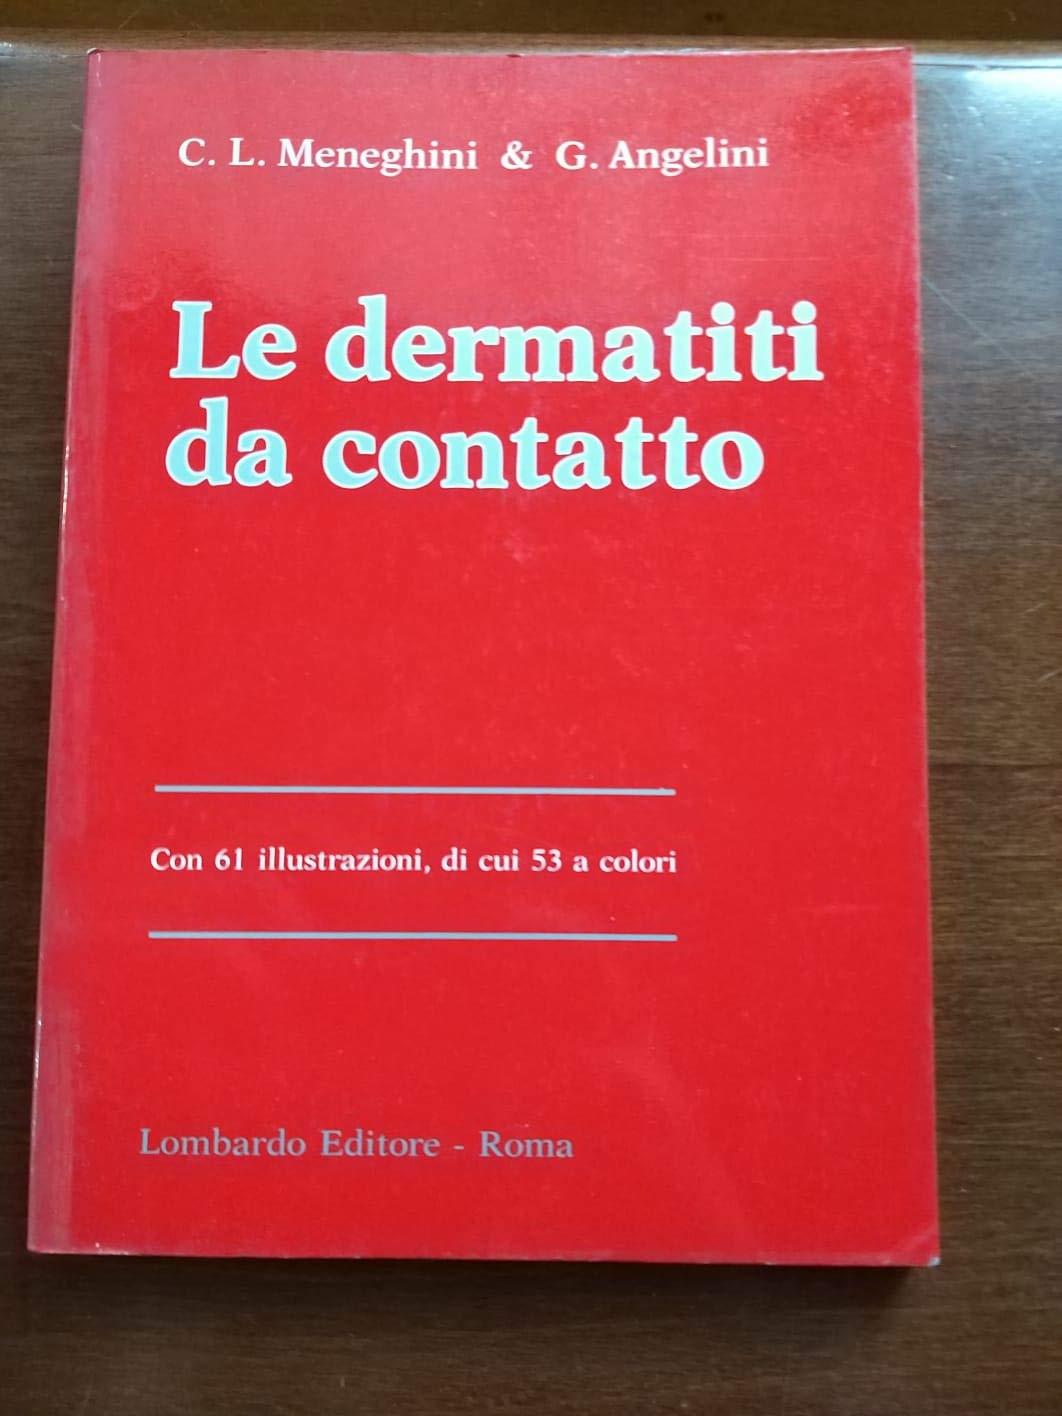 C. L. Meneghini & G. Angelini
Le dermatiti
da contatto
Con 61 illustrazioni, di cui 53 a colori
Lombardo Editore - Roma